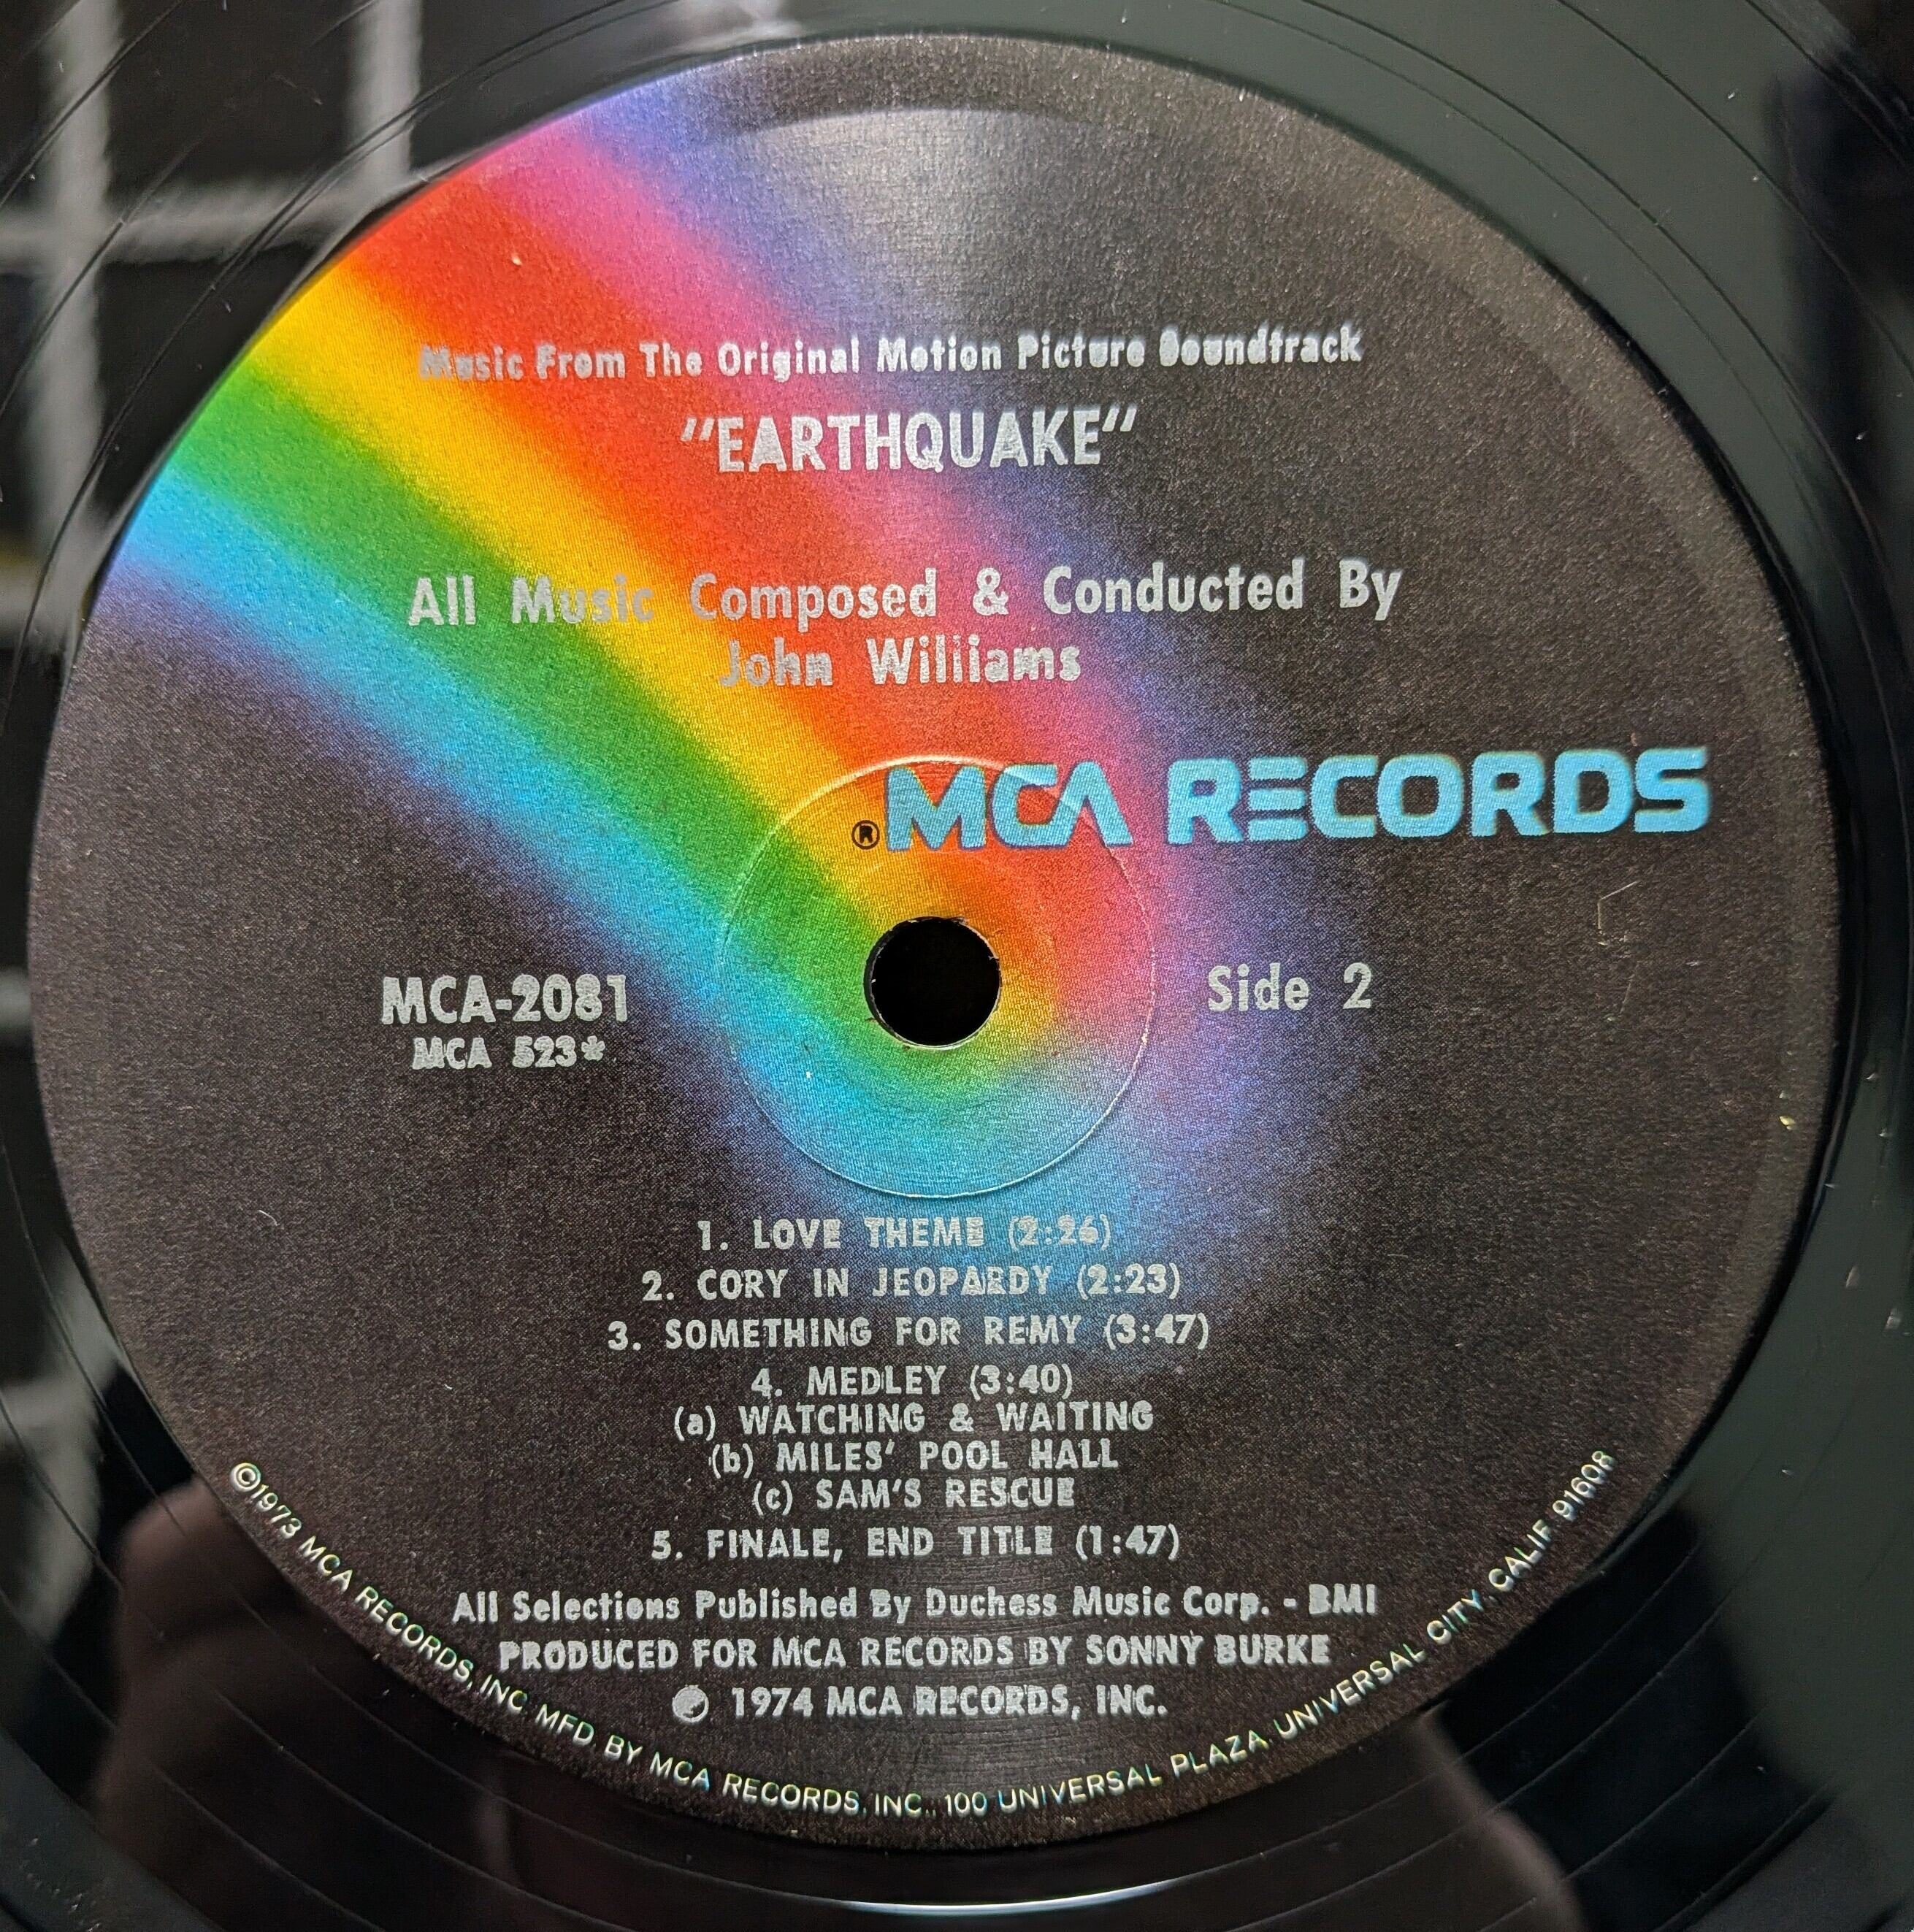 Music From The Original Motion Picture Soundtrack
"EARTHQUAKE"
All Music Composed & Conducted By
John Williams
®MCA RECORDS
MCA-2081
MCA 523*
Side 2
1. LOVE THEME (2:26)
2. CORY IN JEOPARDY (2:23)
3. SOMETHING FOR REMY (3:47)
4. MEDLEY (3:40)
(a) WATCHING & WAITING
(b) MILES' POOL HALL
(c) SAM'S RESCUE
5. FINALE, END TITLE (1:47)
All Selections Published By Duchess Music Corp. - BMI
PRODUCED FOR MCA RECORDS BY SONNY BURKE
℗ 1974 MCA RECORDS, INC.
©1973 MCA RECORDS, INC MFD. BY MCA RECORDS, INC., 100 UNIVERSAL PLAZA, UNIVERSAL CITY, CALIF. 91608